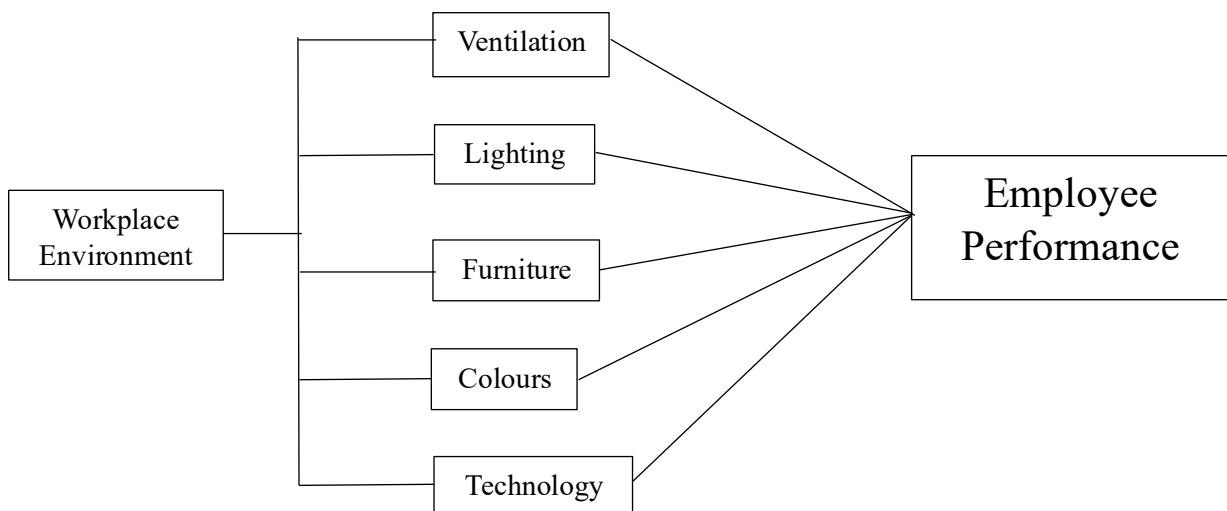 Workplace
Environment
Ventilation
Lighting
Furniture
Colours
Technology
Employee
Performance